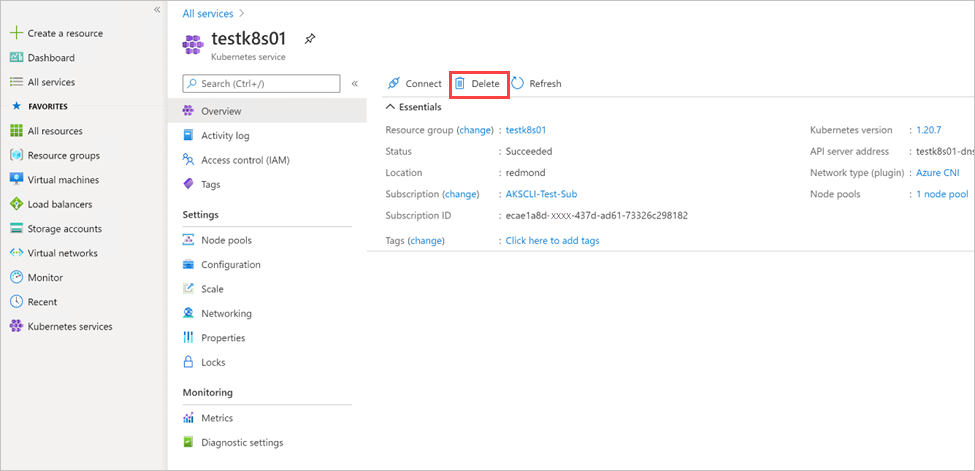 «
Create a resource
Dashboard
All services
FAVORITES
All resources
Resource groups
Virtual machines
Load balancers
Storage accounts
Virtual networks
Monitor
Recent
Kubernetes services
All services >
testk8s01
Kubernetes service
Search (Ctrl+/)
«
Overview
Activity log
Access control (IAM)
Tags
Settings
Node pools
Configuration
Scale
Networking
Properties
Locks
Monitoring
Metrics
Diagnostic settings
Connect Delete Refresh
Essentials
Resource group (change) : testk8s01
Status : Succeeded
Location : redmond
Subscription (change) : AKSCLI-Test-Sub
Subscription ID : ecae1a8d-xxxx-437d-ad61-73326c298182
Tags (change) : Click here to add tags
Kubernetes version : 1.20.7
API server address : testk8s01-dns
Network type (plugin) : Azure CNI
Node pools : 1 node pool